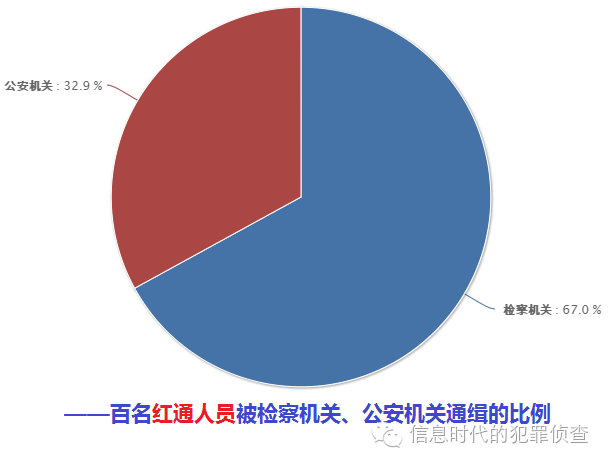 公安机关 : 32.9 %
检察机关 : 67.0 %
——百名红通人员被检察机关、公安机关通缉的比例
信息时代的犯罪侦查